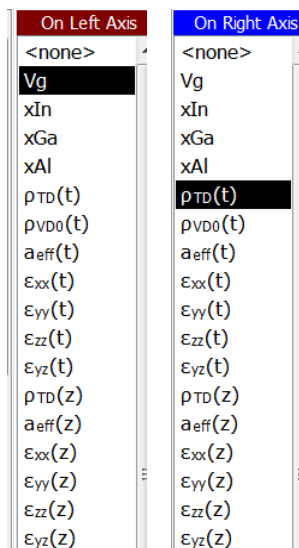 On Left Axis
<none>
Vg
xIn
xGa
xAl
ρTD(t)
ρVD0(t)
aeff(t)
εxx(t)
εyy(t)
εzz(t)
εyz(t)
ρTD(z)
aeff(z)
εxx(z)
εyy(z)
εzz(z)
εyz(z)
On Right Axis
<none>
Vg
xIn
xGa
xAl
ρTD(t)
ρVD0(t)
aeff(t)
εxx(t)
εyy(t)
εzz(t)
εyz(t)
ρTD(z)
aeff(z)
εxx(z)
εyy(z)
εzz(z)
εyz(z)